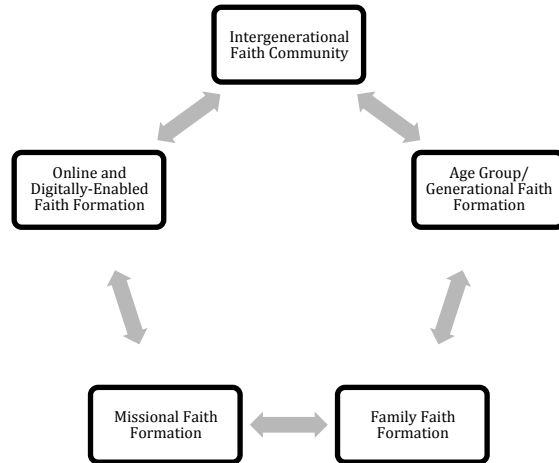 Intergenerational
Faith Community
Online and
Digitally-Enabled
Faith Formation
Age Group/
Generational Faith
Formation
Missional Faith
Formation
Family Faith
Formation